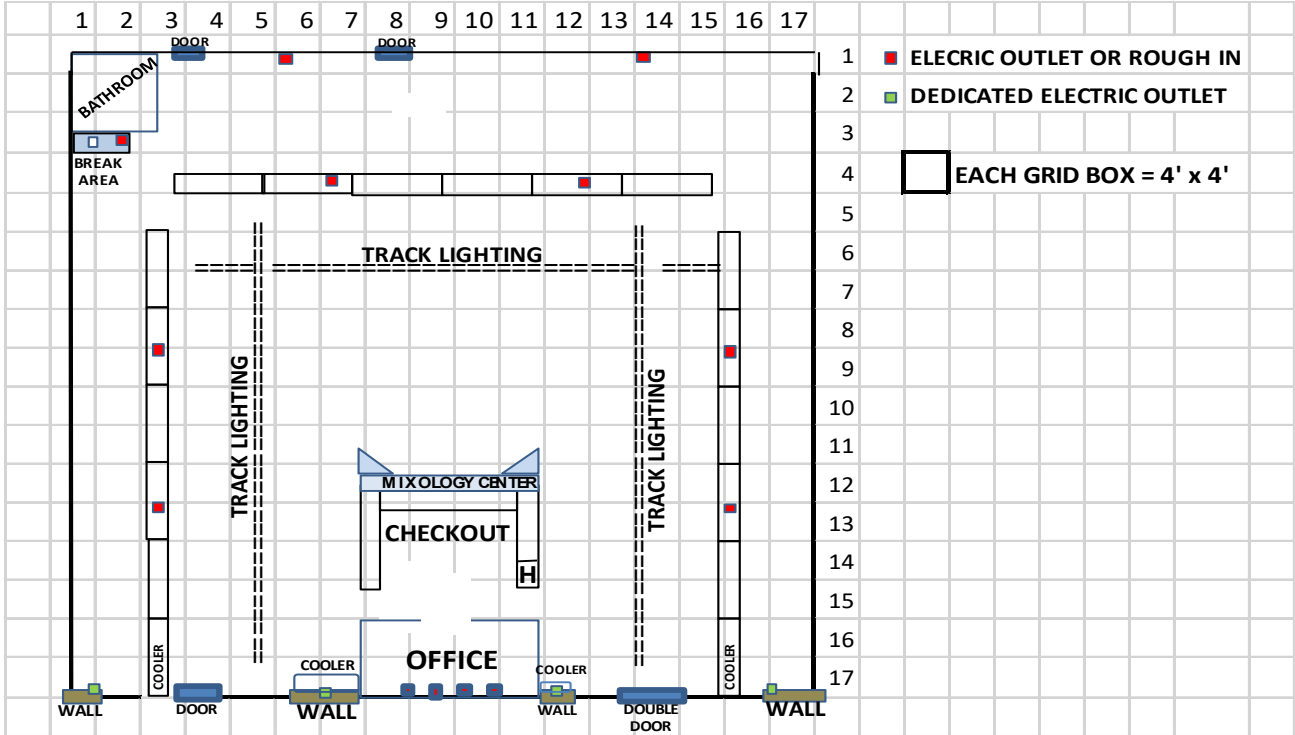 1 2 3 4 5 6 7 8 9 10 11 12 13 14 15 16 17
DOOR DOOR
1 ELECRIC OUTLET OR ROUGH IN
BATHROOM
2 DEDICATED ELECTRIC OUTLET
3
BREAK
AREA
4 EACH GRID BOX = 4' x 4'
5
TRACK LIGHTING
6
7
8
9
TRACK LIGHTING
TRACK LIGHTING
10
11
MIXOLOGY CENTER
12
CHECKOUT
13
14
H
15
16
COOLER
COOLER
OFFICE
COOLER
COOLER
17
WALL
DOOR
WALL
WALL
DOUBLE
DOOR
WALL